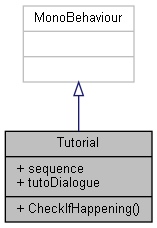 MonoBehaviour
Tutorial
+ sequence
+ tutoDialogue
+ CheckIfHappening()